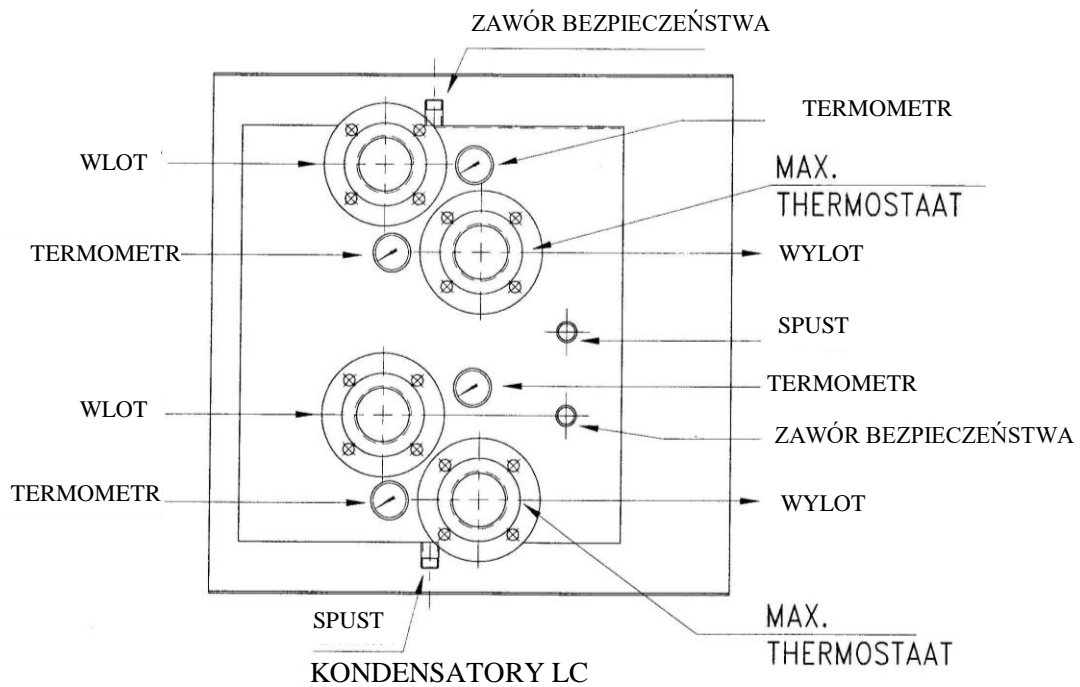 ZAWÓR BEZPIECZEŃSTWA
TERMOMETR
WLOT
MAX.
THERMOSTAAT
TERMOMETR
WYLOT
SPUST
TERMOMETR
WLOT
ZAWÓR BEZPIECZEŃSTWA
TERMOMETR
WYLOT
SPUST
MAX.
THERMOSTAAT
KONDENSATORY LC